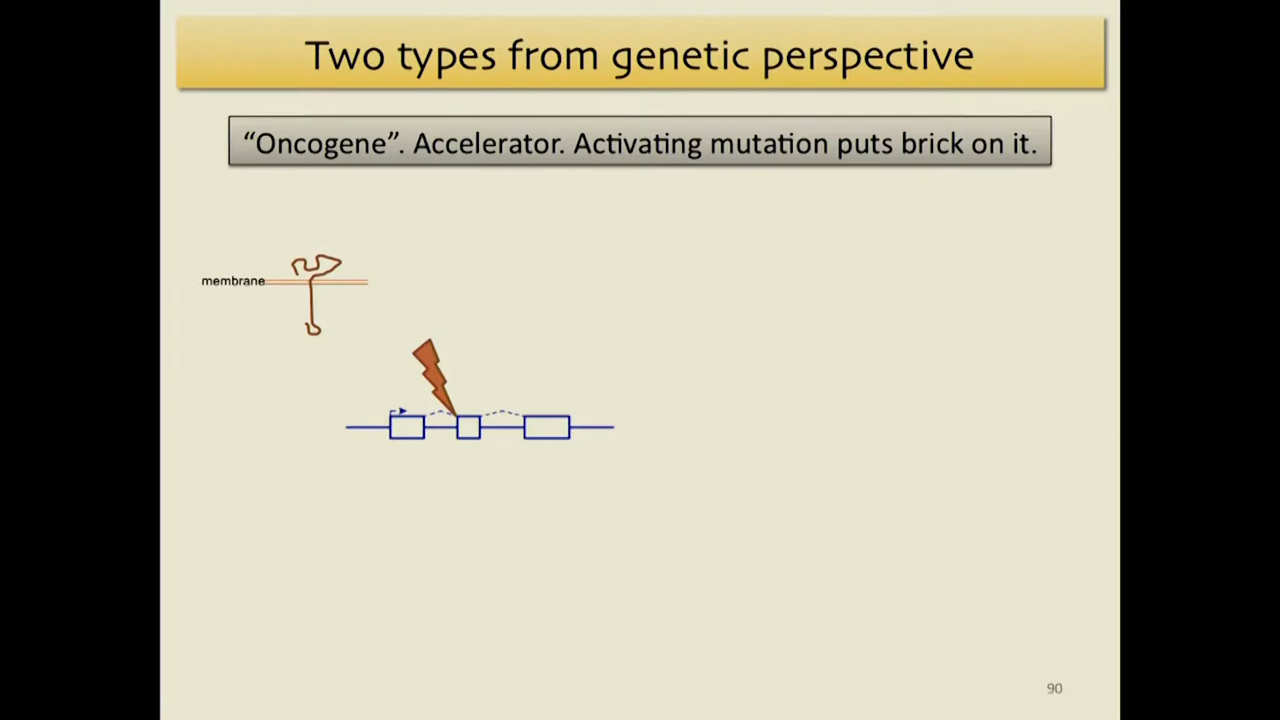 Two types from genetic perspective
“Oncogene”. Accelerator. Activating mutation puts brick on it.
membrane
90